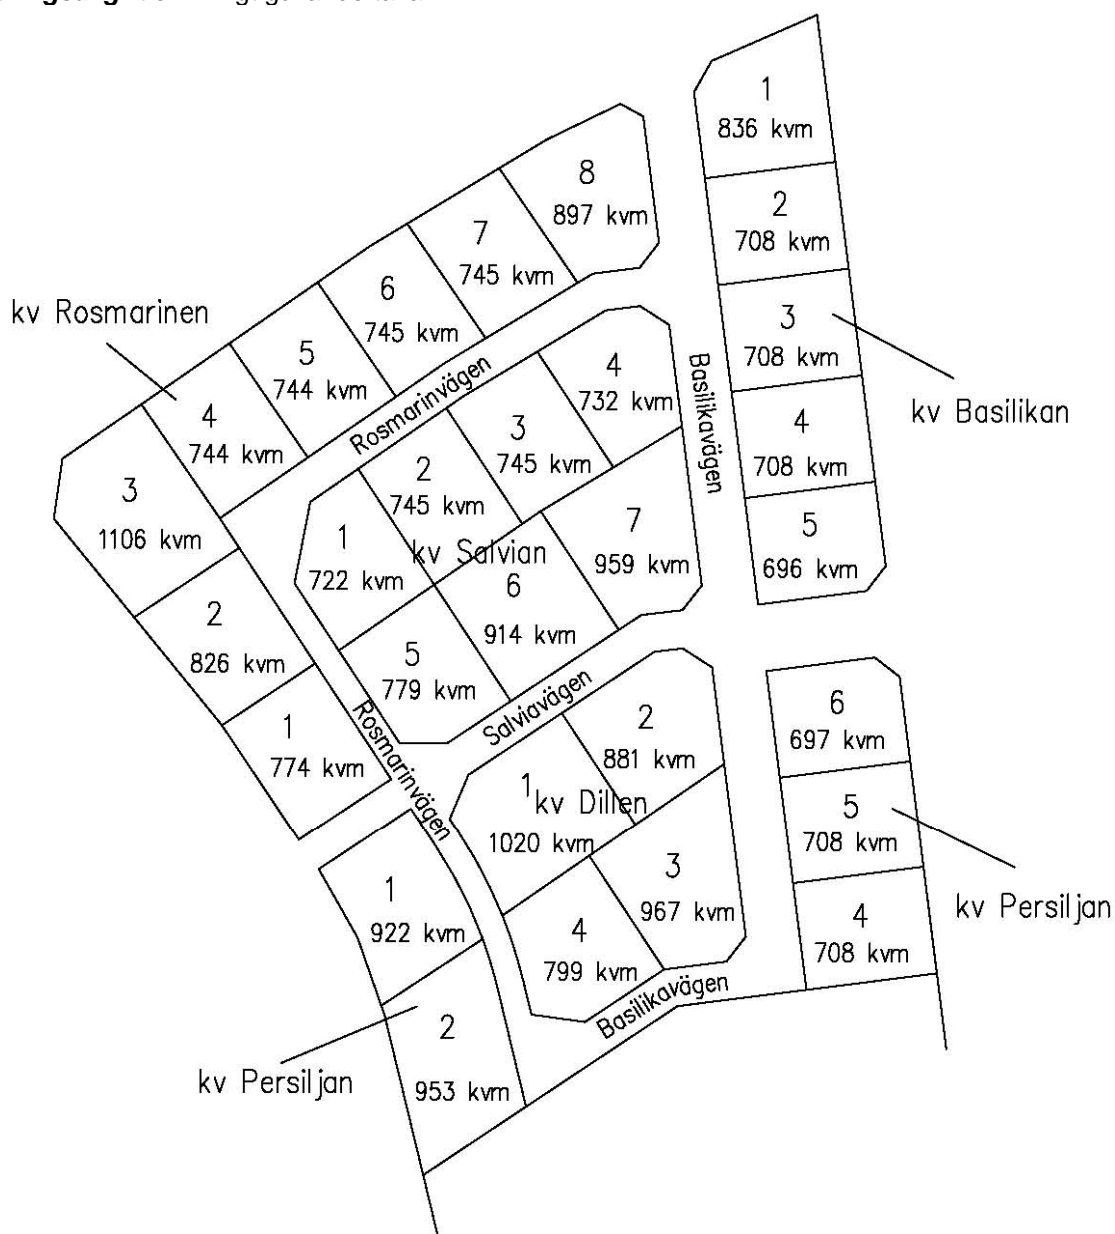 1
836 kvm
2
708 kvm
3
708 kvm
4
708 kvm
5
696 kvm
kv Basilikan
Basilikavägen
8
897 kvm
7
745 kvm
6
745 kvm
5
744 kvm
4
744 kvm
3
1106 kvm
2
826 kvm
1
774 kvm
kv Rosmarinen
Rosmarinvägen
4
732 kvm
3
745 kvm
2
745 kvm
1
722 kvm
kv Salvian
7
959 kvm
6
914 kvm
5
779 kvm
Rosmarinvägen
Salviavägen
2
881 kvm
1
kv Dillen
1020 kvm
3
967 kvm
4
799 kvm
Basilikavägen
6
697 kvm
5
708 kvm
4
708 kvm
kv Persiljan
1
922 kvm
2
953 kvm
kv Persiljan